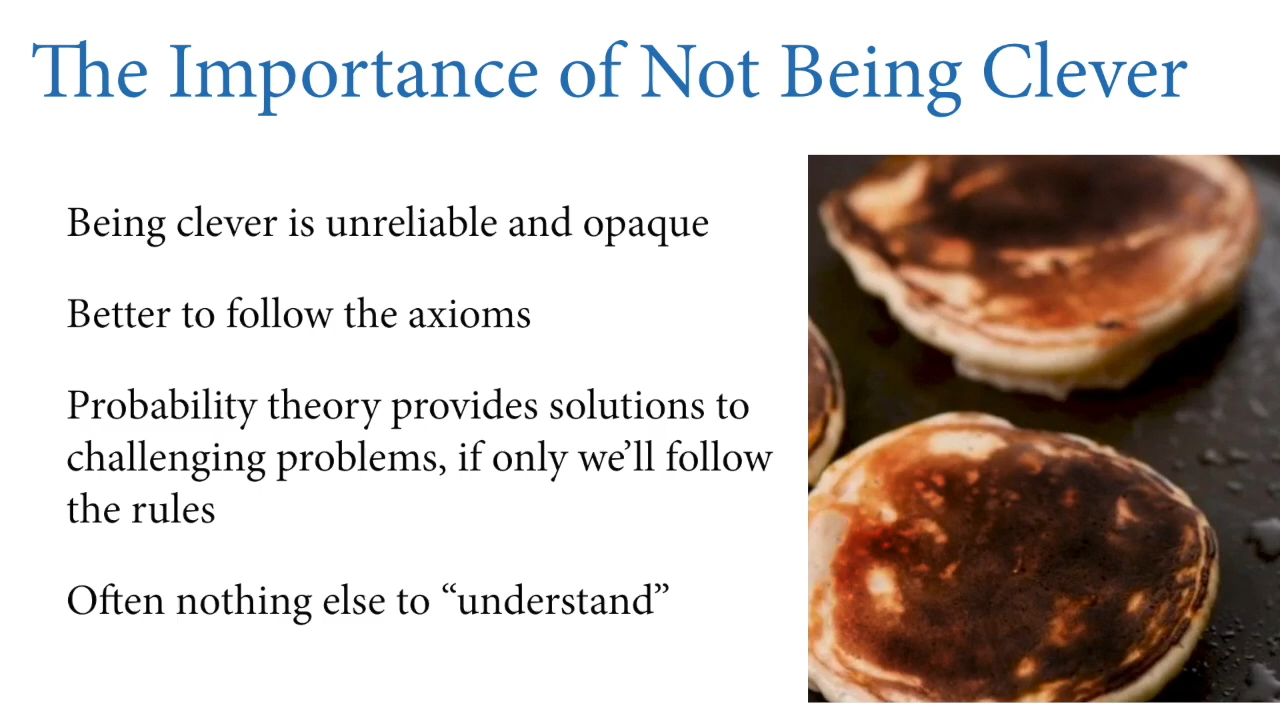 The Importance of Not Being Clever
Being clever is unreliable and opaque
Better to follow the axioms
Probability theory provides solutions to
challenging problems, if only we’ll follow
the rules
Often nothing else to “understand”